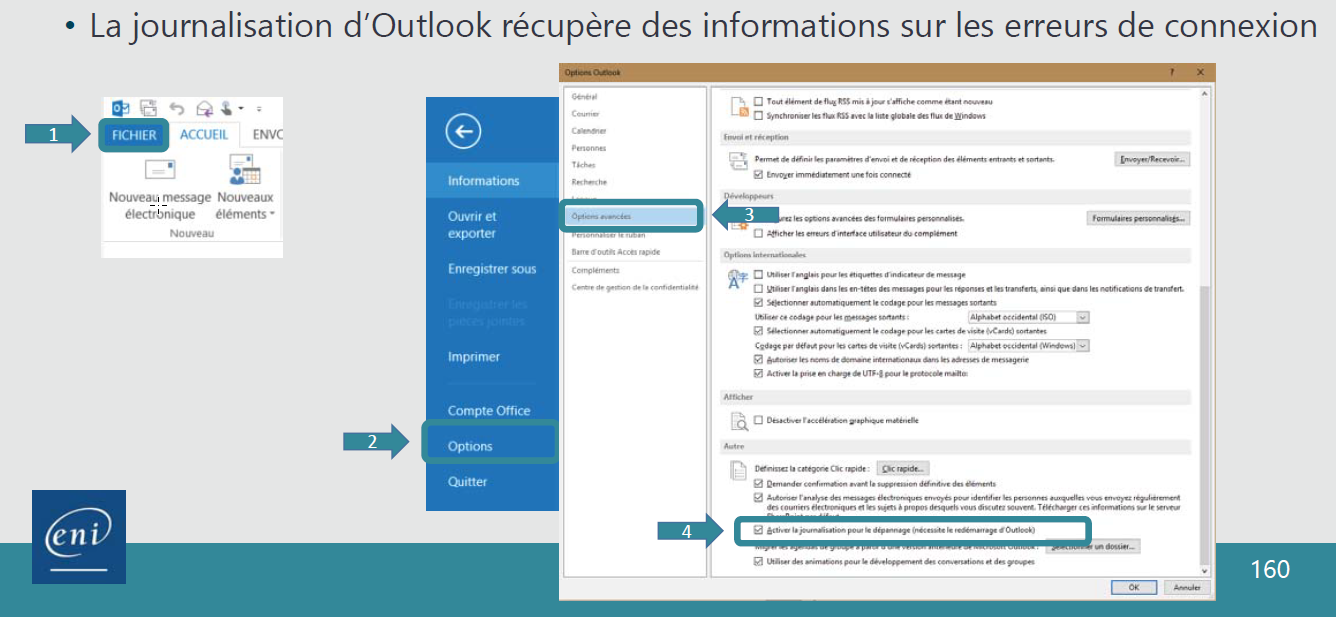 • La journalisation d'Outlook récupère des informations sur les erreurs de connexion
1
FICHIER
ACCUEIL
ENVO
Nouveau message
électronique
Nouveaux
éléments
Nouveau
2
Informations
Ouvrir et
exporter
Enregistrer sous
Enregistrer les
pièces jointes
Imprimer
Compte Office
Options
Quitter
Options Outlook
?
Général
Courrier
Calendrier
Personnes
Tâches
Recherche
Options avancées
3
Personnaliser le ruban
Barre d'outils Accès rapide
Compléments
Centre de gestion de la confidentialité
Tout élément de flux RSS mis à jour s'affiche comme étant nouveau
Synchroniser les flux RSS avec la liste globale des flux de Windows
Envoi et réception
Permet de définir les paramètres d'envoi et de réception des éléments entrants et sortants.
Envoyer/Recevoir...
Envoyer immédiatement une fois connecté
Développeurs
urez les options avancées des formulaires personnalisés.
Formulaires personnalisés...
Afficher les erreurs d'interface utilisateur du complément
Options internationales
Utiliser l'anglais pour les étiquettes d'indicateur de message
Utiliser l'anglais dans les en-têtes des messages pour les réponses et les transferts, ainsi que dans les notifications de transfert.
Sélectionner automatiquement le codage pour les messages sortants
Utiliser ce codage pour les messages sortants :
Alphabet occidental (ISO)
Sélectionner automatiquement le codage pour les cartes de visite (vCards) sortantes
Codage par défaut pour les cartes de visite (vCards) sortantes :
Alphabet occidental (Windows)
Autoriser les noms de domaine internationaux dans les adresses de messagerie
Activer la prise en charge de UTF-8 pour le protocole mailto:
Afficher
Désactiver l'accélération graphique matérielle
Autre
Définissez la catégorie Clic rapide :
Clic rapide...
Demander confirmation avant la suppression définitive des éléments
Autoriser l'analyse des messages électroniques envoyés pour identifier les personnes auxquelles vous envoyez régulièrement
des courriers électroniques et les sujets à propos desquels vous discutez souvent. Télécharger ces informations sur le serveur
SharePoint par défaut.
4
Activer la journalisation pour le dépannage (nécessite le redémarrage d'Outlook)
Migrer les agendas de groupe à partir d'une version antérieure de Microsoft Outlook :
Sélectionner un dossier...
Utiliser des animations pour le développement des conversations et des groupes
OK
Annuler
eni
160